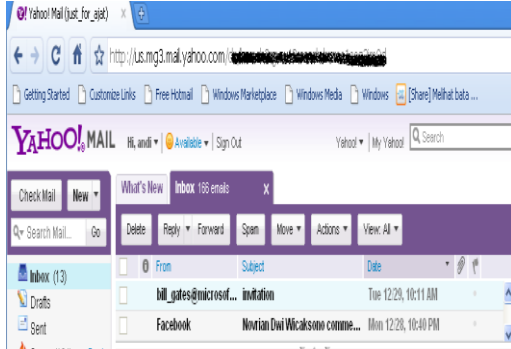 Yahoo! Mail (just_for_ajat)
http://us.mg3.mail.yahoo.com/
Getting Started Customize Links Free Hotmail Windows Marketplace Windows Media Windows [Share] Melihat bata ...
YAHOO! MAIL Hi, andi Available Sign Out Yahoo! My Yahoo! Search
What's New Inbox 166 emails x
Check Mail New
Delete Reply Forward Spam Move Actions View: All
Search Mail... Go
From Subject Date
Inbox (13)
bill_gates@microsof... invitation Tue 12/29, 10:11 AM
Drafts
Facebook Novrian Dwi Wicaksono comme... Mon 12/28, 10:40 PM
Sent